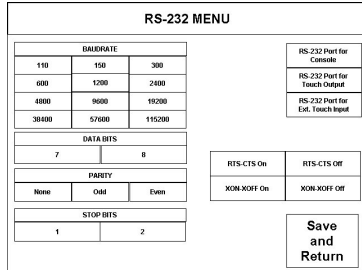 RS-232 MENU
BAUDRATE
110 150 300
600 1200 2400
4800 9600 19200
38400 57600 115200
DATA BITS
7 8
PARITY
None Odd Even
STOP BITS
1 2
RS-232 Port for
Console
RS-232 Port for
Touch Output
RS-232 Port for
Ext. Touch Input
RTS-CTS On RTS-CTS Off
XON-XOFF On XON-XOFF Off
Save
and
Return